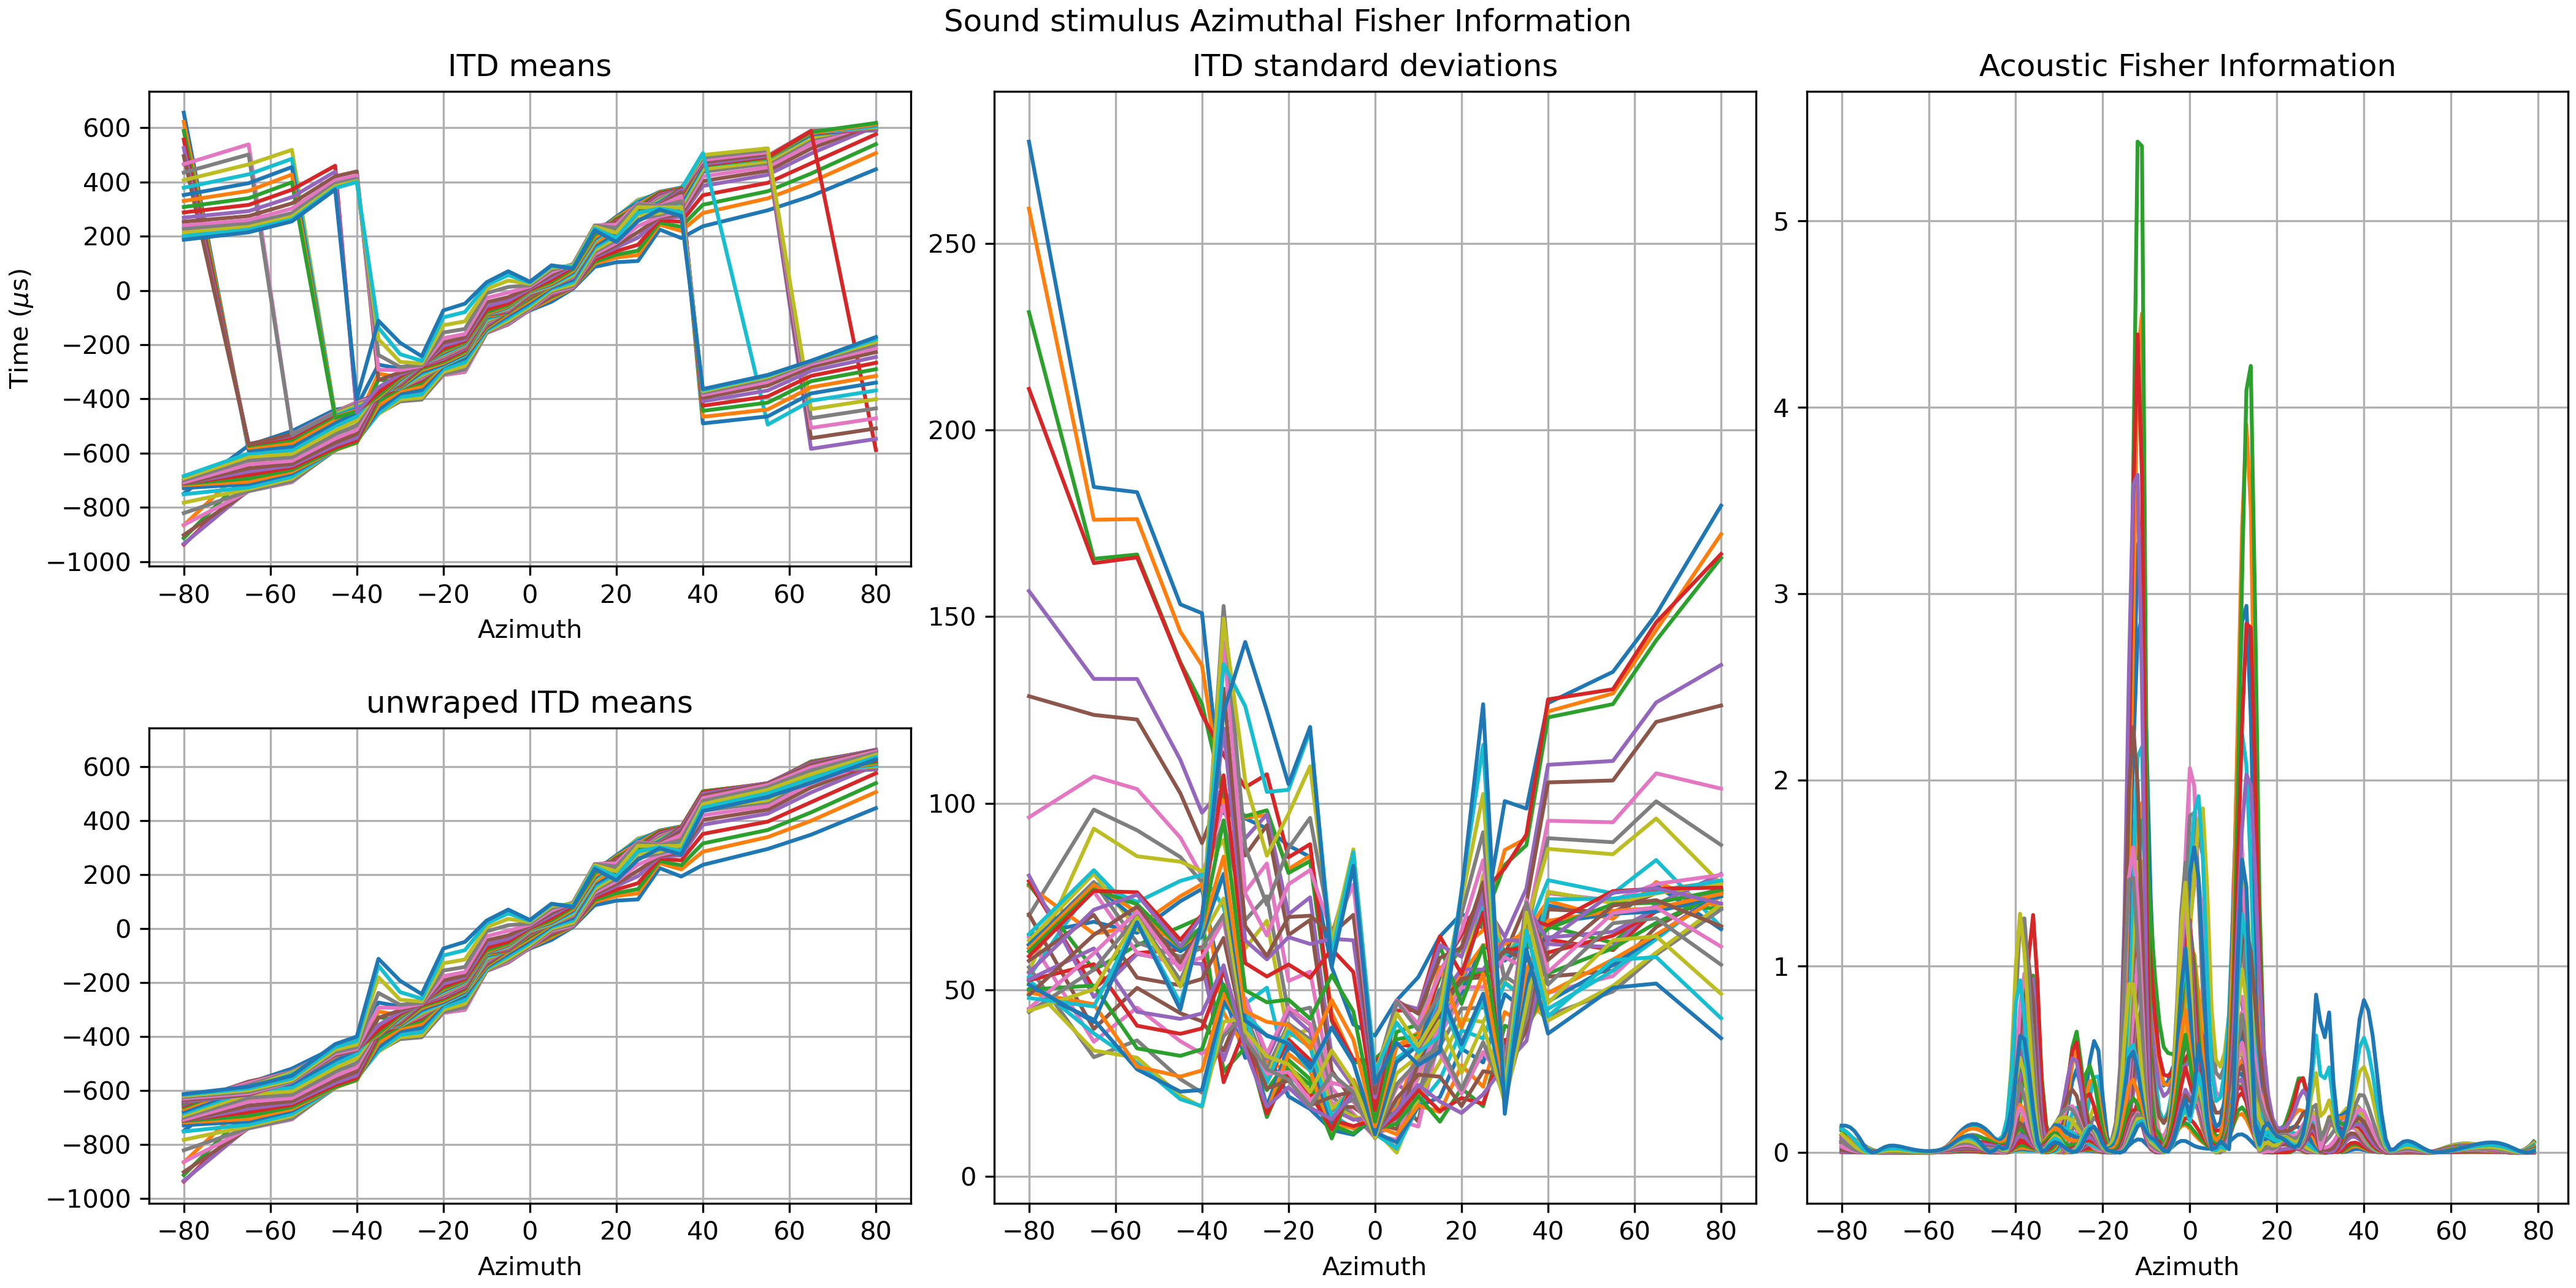 Sound stimulus Azimuthal Fisher Information
ITD means
600
400
200
0
−200
−400
−600
−800
−1000
Time (μs)
−80 −60 −40 −20 0 20 40 60 80
Azimuth
unwraped ITD means
600
400
200
0
−200
−400
−600
−800
−1000
−80 −60 −40 −20 0 20 40 60 80
Azimuth
ITD standard deviations
250
200
150
100
50
0
−80 −60 −40 −20 0 20 40 60 80
Azimuth
Acoustic Fisher Information
5
4
3
2
1
0
−80 −60 −40 −20 0 20 40 60 80
Azimuth